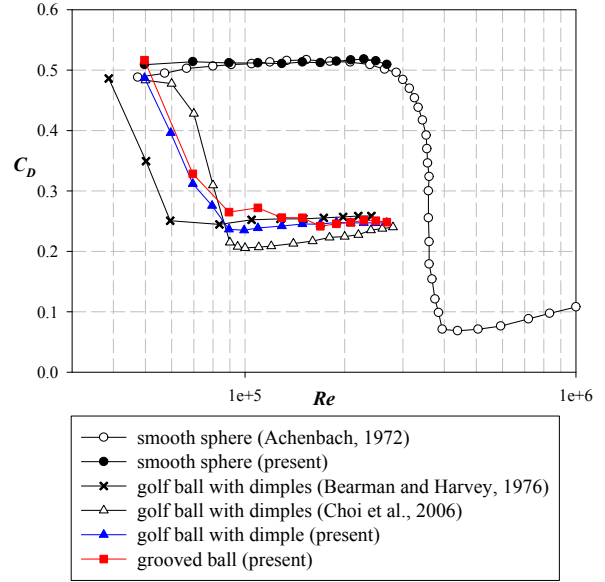 0.6
0.5
0.4
C_D
0.3
0.2
0.1
0.0
1e+5
Re
1e+6
smooth sphere (Achenbach, 1972)
smooth sphere (present)
golf ball with dimples (Bearman and Harvey, 1976)
golf ball with dimples (Choi et al., 2006)
golf ball with dimple (present)
grooved ball (present)